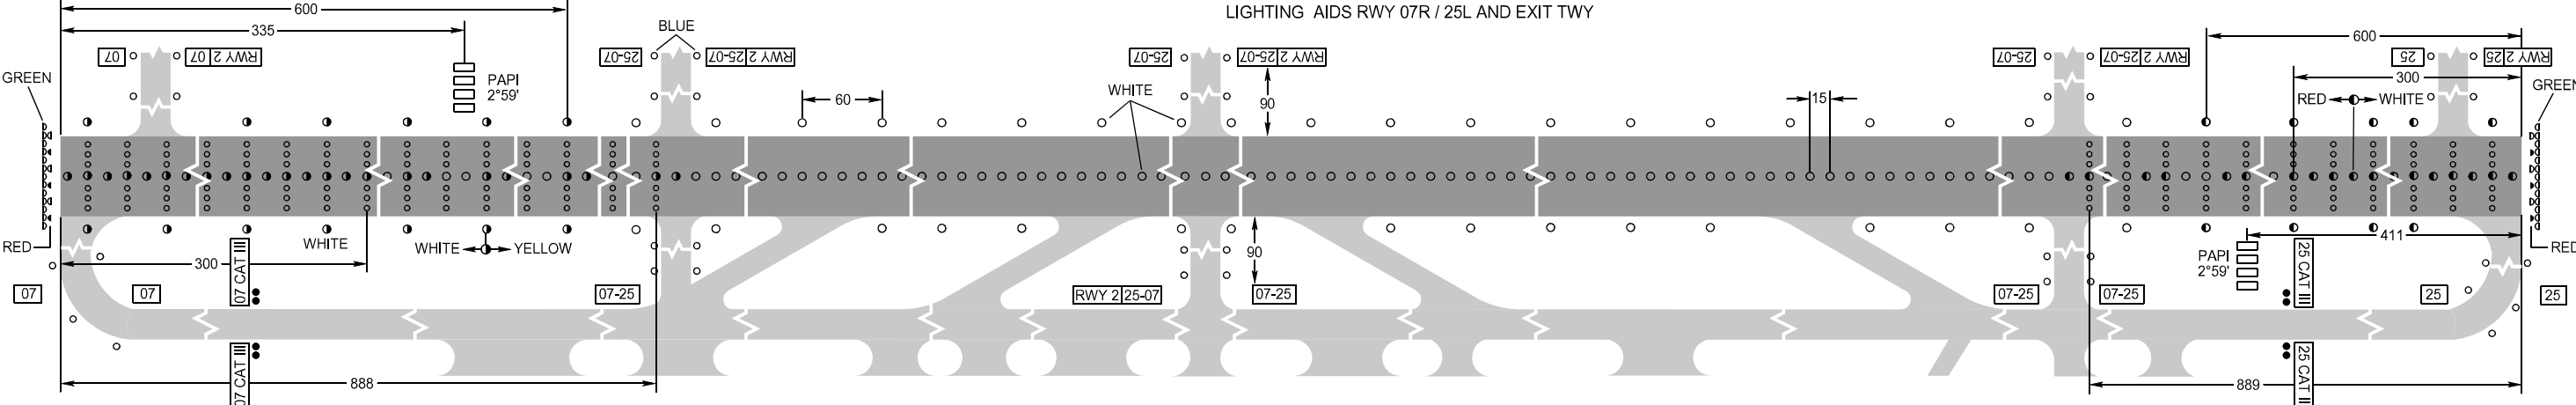 LIGHTING AIDS RWY 07R / 25L AND EXIT TWY
600
335
BLUE
600
07
07 RWY 2
25-07
25-07 RWY 2
25-07
25-07 RWY 2
25-07
25-07 RWY 2
25
25 RWY 2
GREEN
PAPI
2°59'
300
GREEN
WHITE
60
90
15
RED
WHITE
RED
WHITE
WHITE
YELLOW
300
90
411
RED
PAPI
2°59'
07
07
07 CAT III
07-25
RWY 2 25-07
07-25
07-25
07-25
25 CAT III
25
25
07 CAT III
888
889
25 CAT II